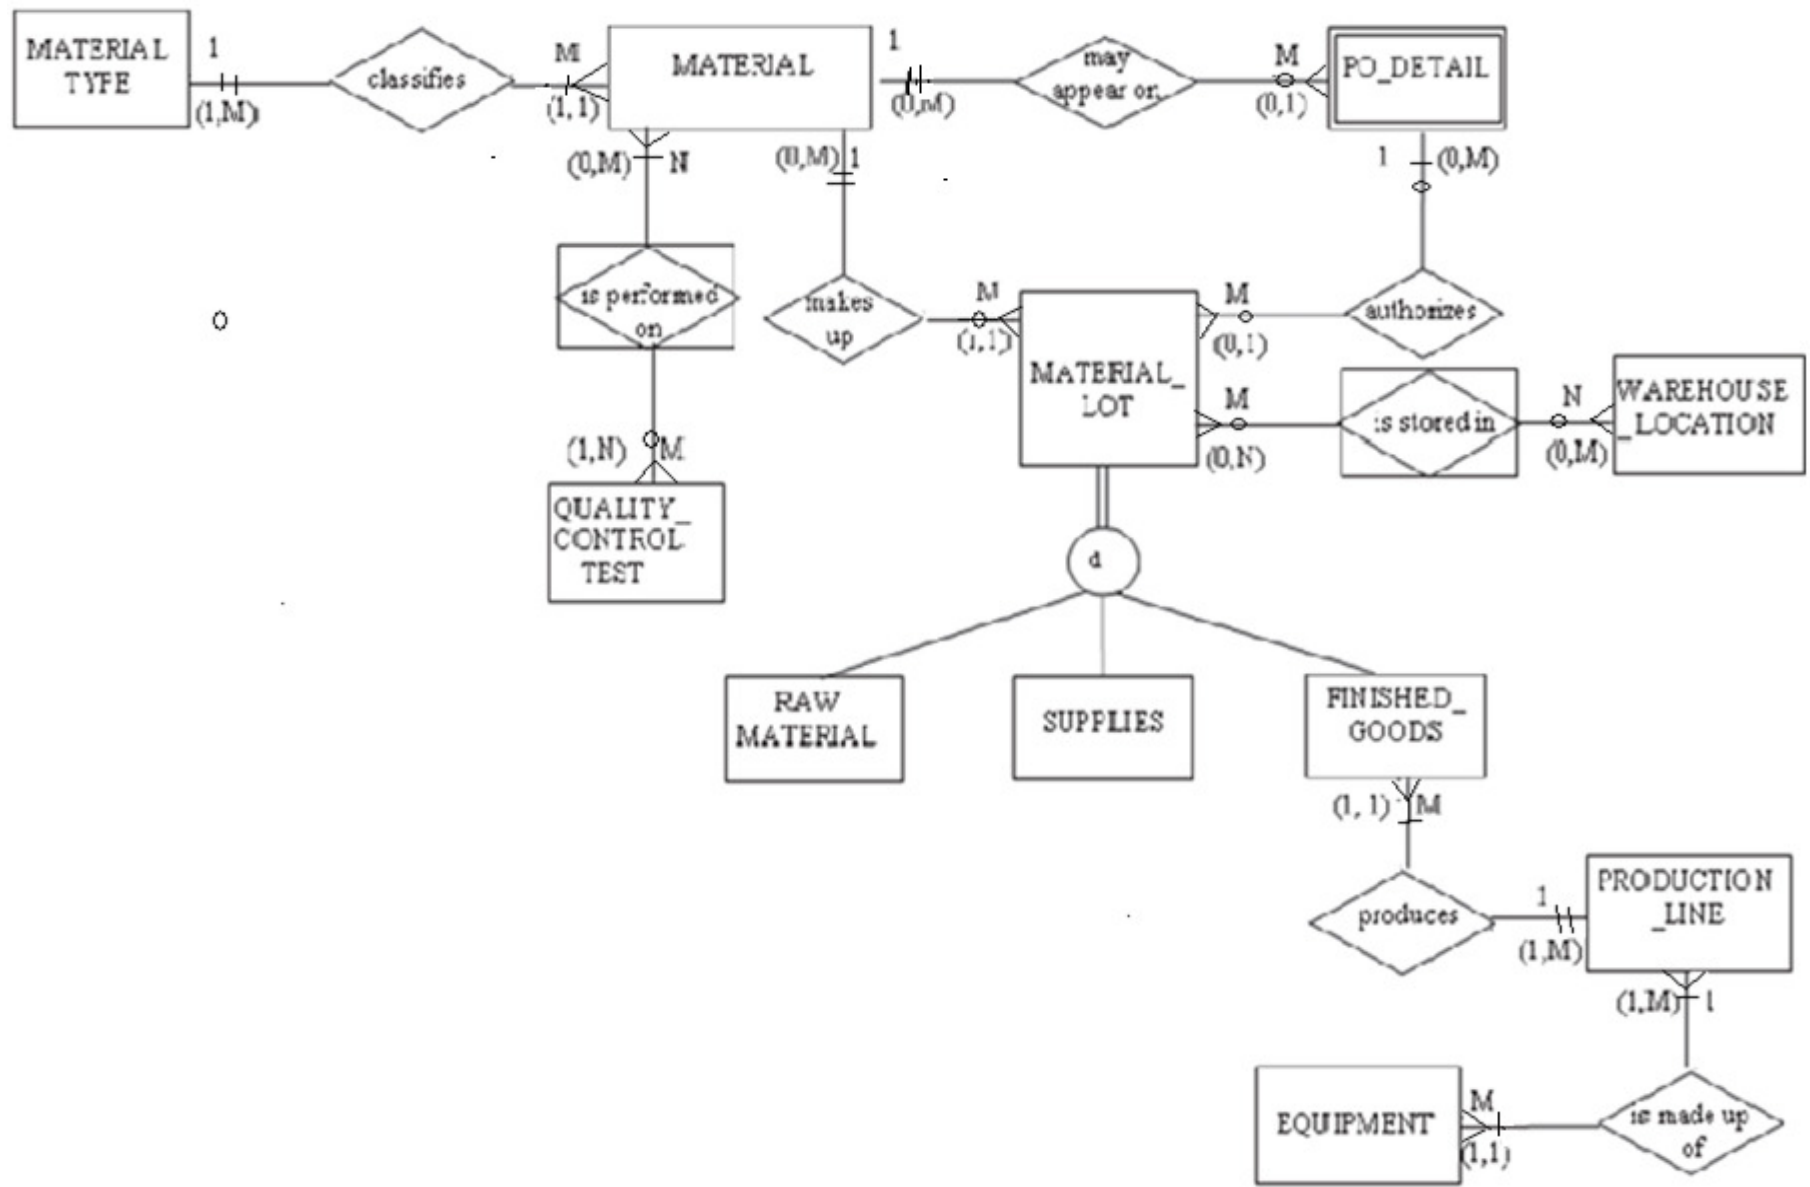 MATERIAL
TYPE
1
(1,M)
classifies
M
(1,1)
MATERIAL
1
(0,M)
may
appear on
M
(0,1)
PO_DETAIL
(0,M)
N
(0,M)
1
1
(0,M)
is performed
on
makes
up
M
(1,1)
MATERIAL_
LOT
M
(0,1)
authorizes
M
(0,N)
is stored in
N
(0,M)
WAREHOUSE
_LOCATION
(1,N)
M
QUALITY_
CONTROL
TEST
d
RAW
MATERIAL
SUPPLIES
FINISHED_
GOODS
(1,1)
M
produces
1
(1,M)
PRODUCTION
_LINE
(1,M)
1
EQUIPMENT
M
(1,1)
is made up
of